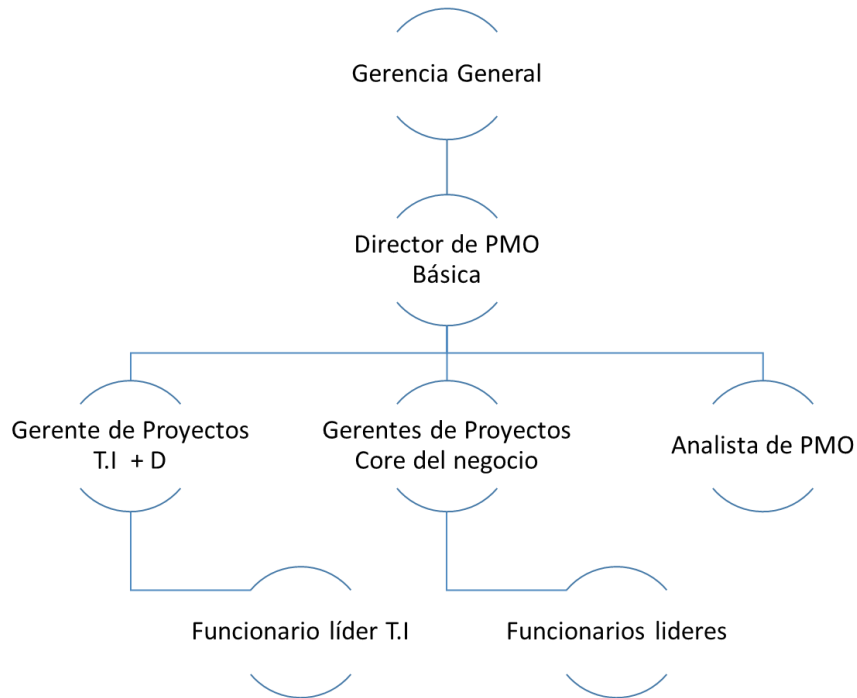 Gerencia General
Director de PMO
Básica
Gerente de Proyectos
T.I + D
Gerentes de Proyectos
Core del negocio
Analista de PMO
Funcionario líder T.I
Funcionarios lideres